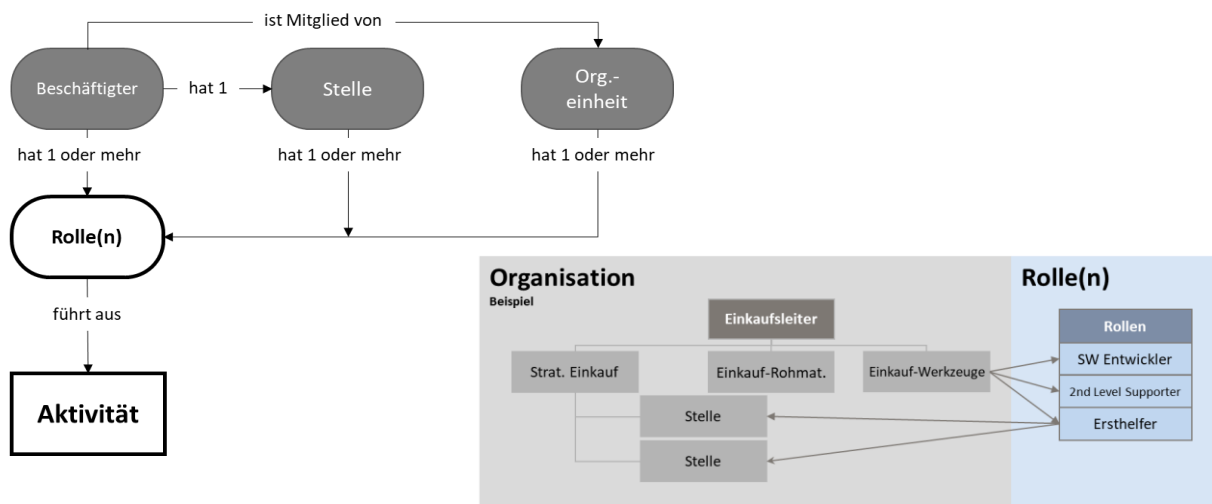 ist Mitglied von
Beschäftigter
hat 1
Stelle
Org.-
einheit
hat 1 oder mehr
hat 1 oder mehr
hat 1 oder mehr
Rolle(n)
führt aus
Aktivität
Organisation
Beispiel
Einkaufsleiter
Strat. Einkauf
Einkauf-Rohmat.
Einkauf-Werkzeuge
Stelle
Stelle
Rolle(n)
Rollen
SW Entwickler
2nd Level Supporter
Ersthelfer